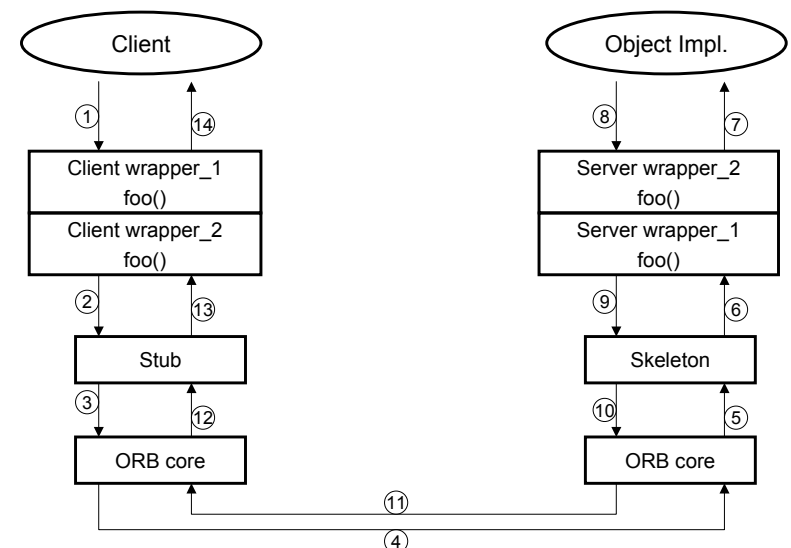 Client
Object Impl.
1
14
8
7
Client wrapper_1
foo()
Server wrapper_2
foo()
Client wrapper_2
foo()
Server wrapper_1
foo()
2
13
9
6
Stub
Skeleton
3
12
10
5
ORB core
ORB core
11
4